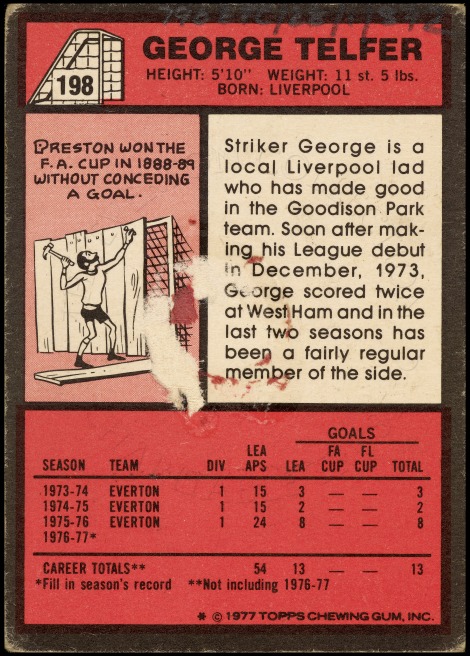 198
GEORGE TELFER
HEIGHT: 5'10" WEIGHT: 11 st. 5 lbs.
BORN: LIVERPOOL
PRESTON WON THE
F.A. CUP IN 1888-89
WITHOUT CONCEDING
A GOAL.
Striker George is a
local Liverpool lad
who has made good
in the Goodison Park
team. Soon after mak-
ing his League debut
in December, 1973,
George scored twice
at West Ham and in the
last two seasons has
been a fairly regular
member of the side.
GOALS
LEA FA FL
SEASON TEAM DIV APS LEA CUP CUP TOTAL
1973-74 EVERTON 1 15 3 — — 3
1974-75 EVERTON 1 15 2 — — 2
1975-76 EVERTON 1 24 8 — — 8
1976-77*
CAREER TOTALS** 54 13 — — 13
*Fill in season's record **Not including 1976-77
* © 1977 TOPPS CHEWING GUM, INC.